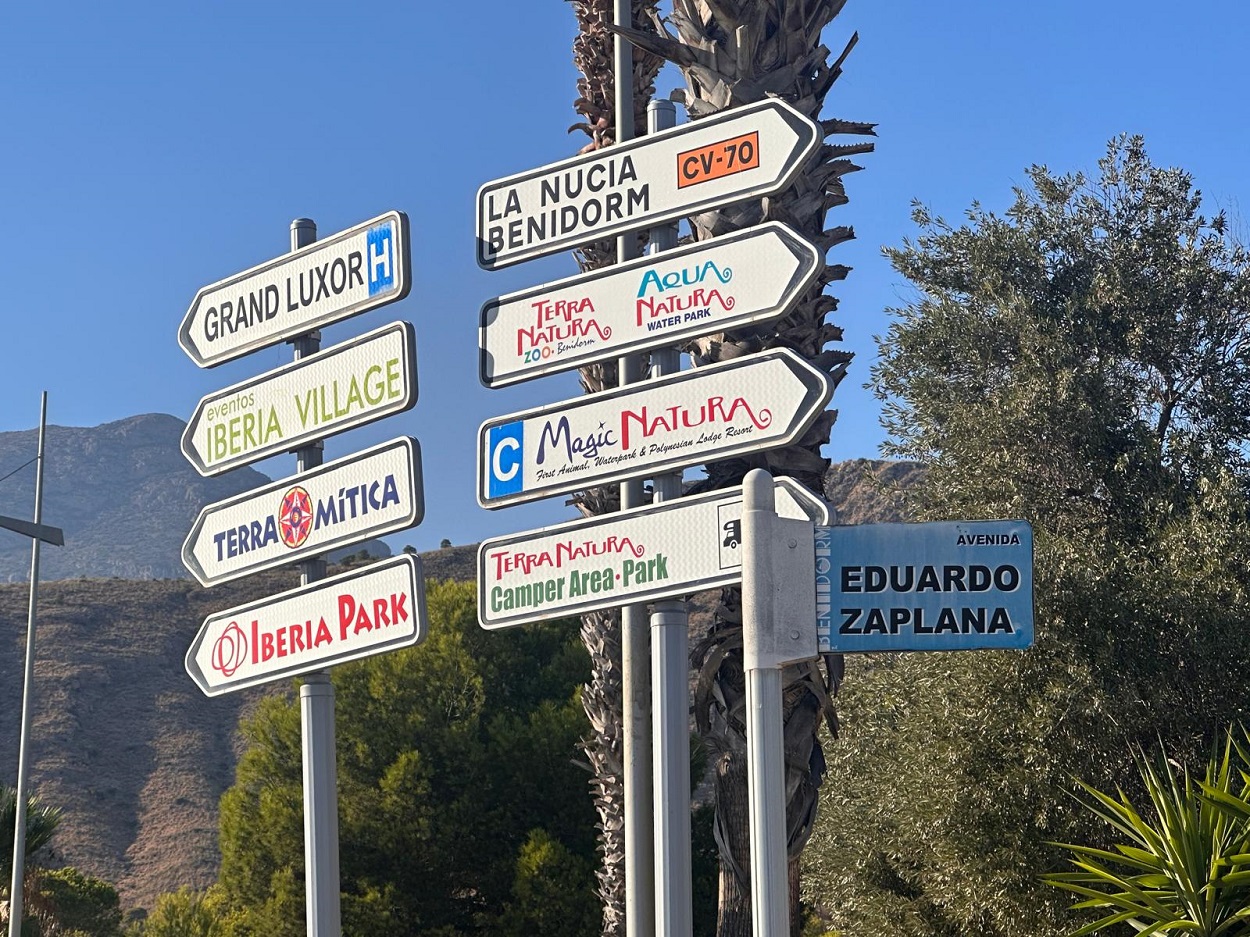 GRAND LUXOR H
eventos
IBERIA VILLAGE
TERRA MÍTICA
IBERIA PARK
LA NUCIA
BENIDORM
CV-70
TERRA
NATURA
ZOO. Benidorm
AQUA
NATURA
WATER PARK
C
Magic NATURA
First Animal, Waterpark & Polynesian Lodge Resort
TERRA NATURA
Camper Area·Park
BENIDORM
AVENIDA
EDUARDO
ZAPLANA